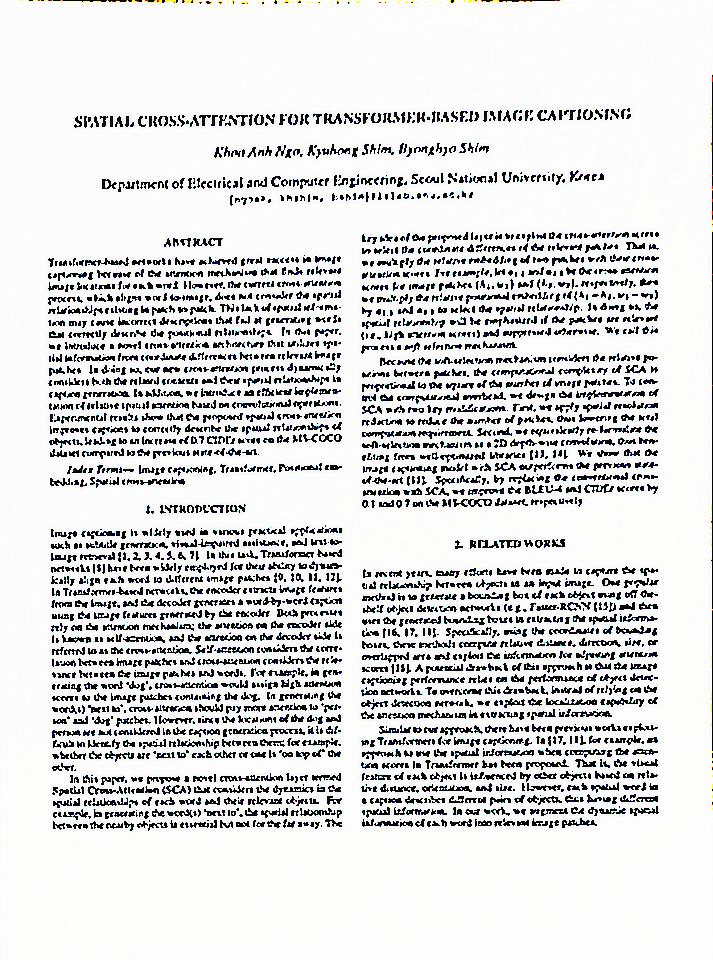 SPATIAL CROSS-ATTENTION FOR TRANSFORMER-BASED IMAGE CAPTIONING
Khoa Anh Ngo, Kyuhong Shim, Byonghyo Shim
Department of Electrical and Computer Engineering, Seoul National University, Korea
ABSTRACT
Transformer-based networks have achieved great success in image
captioning because of the attention mechanism that finds relevant
image locations for each word. However, the current cross-attention
process, which aligns word-to-image, does not consider the spatial
relationships existing in patch-to-patch. This lack of spatial information
may cause incorrect descriptions that fail at generating words
that correctly describe the positional relationships. In this paper,
we introduce a novel cross-attention architecture that utilizes spa-
tial information from coordinate differences between relevant image
patches. In doing so, our new cross-attention process dynamically
considers both the related contexts and their spatial relationships in
caption generation. In addition, we introduce an efficient implemen-
tation of relative spatial attention based on convolutional operations.
Experimental results show that the proposed spatial cross-attention
improves captions to correctly describe the spatial relationships of
objects, leading to an increase of 0.7 CIDEr score on the MS-COCO
dataset compared to the previous state-of-the-art.
Index Terms— Image captioning, Transformer, Positional em-
bedding, Spatial cross-attention
1. INTRODUCTION
Image captioning is widely used in various practical applications
such as subtitle generation, visual-impaired assistance, and text-to-
image retrieval [1, 2, 3, 4, 5, 6, 7]. In this task, Transformer-based
networks [8] have been widely employed for their ability to dynam-
ically align each word to different image patches [9, 10, 11, 12].
In Transformer-based networks, the encoder extracts image features
from the image, and the decoder generates a word-by-word caption
using the image features generated by the encoder. Both processes
rely on the attention mechanism; the attention on the encoder side
is known as self-attention, and the attention on the decoder side is
referred to as the cross-attention. Self-attention considers the corre-
lation between image patches and cross-attention considers the rele-
vance between the image patches and words. For example, in gen-
erating the word 'dog', cross-attention would assign high attention
scores to the image patches containing the dog. In generating the
word(s) 'next to', cross-attention should pay more attention to 'per-
son' and 'dog' patches. However, since the locations of the dog and
person are not considered in the caption generation process, it is dif-
ficult to identify the spatial relationship between them; for example,
whether the objects are 'next to' each other or one is 'on top of' the
other.
In this paper, we propose a novel cross-attention layer termed
Spatial Cross-Attention (SCA) that considers the dynamics in the
spatial relationships of each word and their relevant objects. For
example, in generating the word(s) 'next to', the spatial relationship
between the nearby objects is essential but not for the far away. The
key idea of the proposed layer is to exploit the cross-attention scores
to select the coordinate differences of the relevant patches. That is,
we multiply the relative embedding of two patches with their cross-
attention scores. For example, let
scores for image patches respectively, then
we multiply the relative positional embedding of
to select the spatial relationship. In doing so, the
spatial relationship will be emphasized if the patches are relevant
(i.e., high attention scores) and suppressed otherwise. We call this
process a soft-selection mechanism.
Because the soft-selection mechanism considers the relative po-
sitions between patches, the computational complexity of SCA is
proportional to the square of the number of image patches. To con-
trol the computational overhead, we design the implementation of
SCA with two key modifications. First, we apply spatial resolution
reduction to reduce the number of patches, thus lowering the total
computation requirement. Second, we equivalently re-formulate the
soft-selection mechanism as a 2D depth-wise convolution, thus ben-
efiting from well-optimized libraries [13, 14]. We show that the
image captioning model with SCA outperforms the previous state-
of-the-art [11]. Specifically, by replacing the conventional cross-
attention with SCA, we improve the BLEU-4 and CIDEr scores by
0.1 and 0.7 on the MS-COCO dataset, respectively.
2. RELATED WORKS
In recent years, many efforts have been made to capture the spa-
tial relationship between objects in an input image. One popular
method is to generate a bounding box of each object using off-the-
shelf object detection networks (e.g., Faster-RCNN [15]) and then
uses the generated bounding boxes in extracting the spatial informa-
tion [16, 17, 11]. Specifically, using the coordinates of bounding
boxes, these methods compute relative distance, direction, size, or
overlapped area and exploit the information for adjusting attention
scores [18]. A potential drawback of this approach is that the image
captioning performance relies on the performance of object detec-
tion networks. To overcome this drawback, instead of relying on the
object detection network, we exploit the localization capability of
the attention mechanism in extracting spatial information.
Similar to our approach, there have been previous works exploit-
ing Transformers for image captioning. In [17, 11], for example, an
approach to use the spatial information when computing the atten-
tion scores in Transformer has been proposed. That is, the visual
feature of each object is influenced by other objects based on rela-
tive distance, orientation, and size. However, each spatial word in
a caption describes different pairs of objects, thus having different
spatial information. In our work, we augment the dynamic spatial
information of each word into relevant image patches.